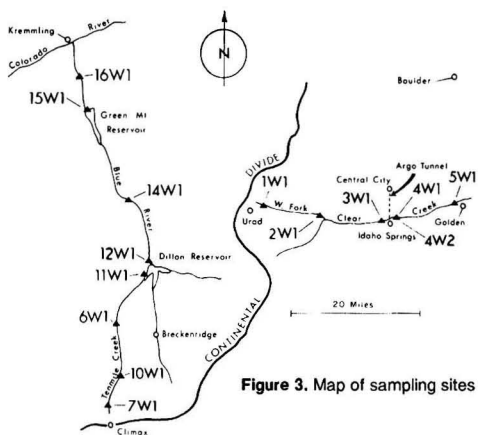 Kremmling
Colorado River
16W1
15W1
Green Mt
Reservoir
Blue
River
14W1
12W1
Dillon Reservoir
11W1
6W1
Breckenridge
Tenmile Creek
10W1
7W1
Climax
N
CONTINENTAL DIVIDE
Boulder
1W1
W. Fork
Urad
2W1
Clear Creek
Central City
Argo Tunnel
3W1
4W1
5W1
Idaho Springs
Golden
4W2
20 Miles
Figure 3. Map of sampling sites